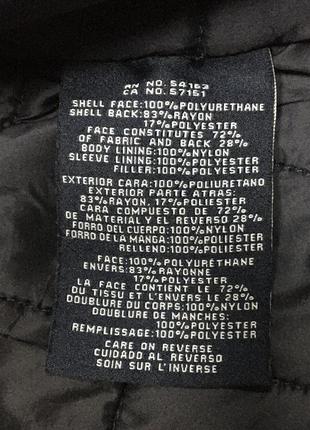 RN NO. 54163
CA NO. 57151
SHELL FACE:100%POLYURETHANE
SHELL BACK:83%RAYON
17%POLYESTER
FACE CONSTITUTES 72%
OF FABRIC AND BACK 28%
BODY LINING:100%NYLON
SLEEVE LINING:100%POLYESTER
FILLER:100%POLYESTER
EXTERIOR CARA:100%POLIURETANO
EXTERIOR PARTE ATRAS:
83%RAYON, 17%POLYESTER
CARA COMPUESTO DE 72%
DE MATERIAL Y EL REVERSO 28%
FORRO DEL CUERPO:100%NYLON
FORRO DE LA MANGA:100%POLYESTER
RELLENO:100%POLYESTER
FACE:100%POLYURETHANE
ENVERS:83%RAYONNE
17%POLYESTER
LA FACE CONTIENT LE 72%
DU TISSU ET L'ENVERS LE 28%
DOUBLURE DU CORPS:100%NYLON
DOUBLURE DE MANCHES:
100%POLYESTER
REMPLISSAGE:100%POLYESTER
CARE ON REVERSE
CUIDADO AL REVERSO
SOIN SUR L'INVERSE